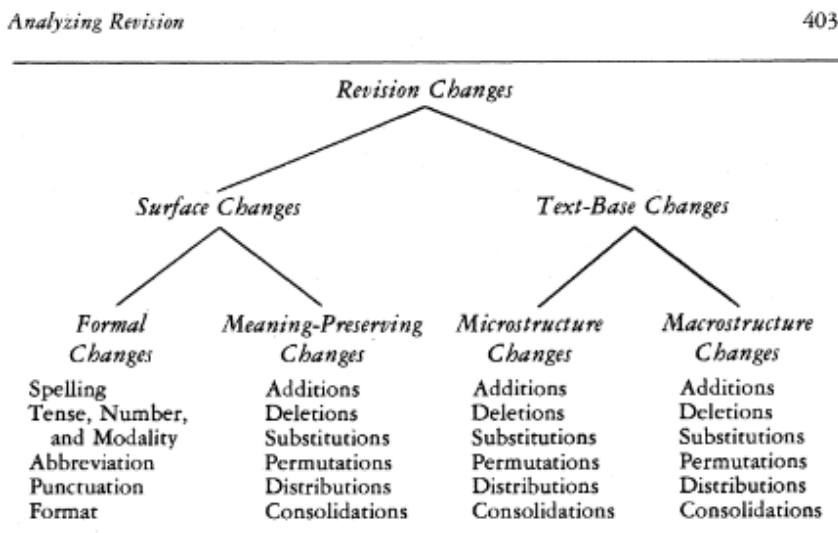 Analyzing Revision 403
Revision Changes
Surface Changes Text-Base Changes
Formal Meaning-Preserving Microstructure Macrostructure
Changes Changes Changes Changes
Spelling Additions Additions Additions
Tense, Number, Deletions Deletions Deletions
and Modality Substitutions Substitutions Substitutions
Abbreviation Permutations Permutations Permutations
Punctuation Distributions Distributions Distributions
Format Consolidations Consolidations Consolidations